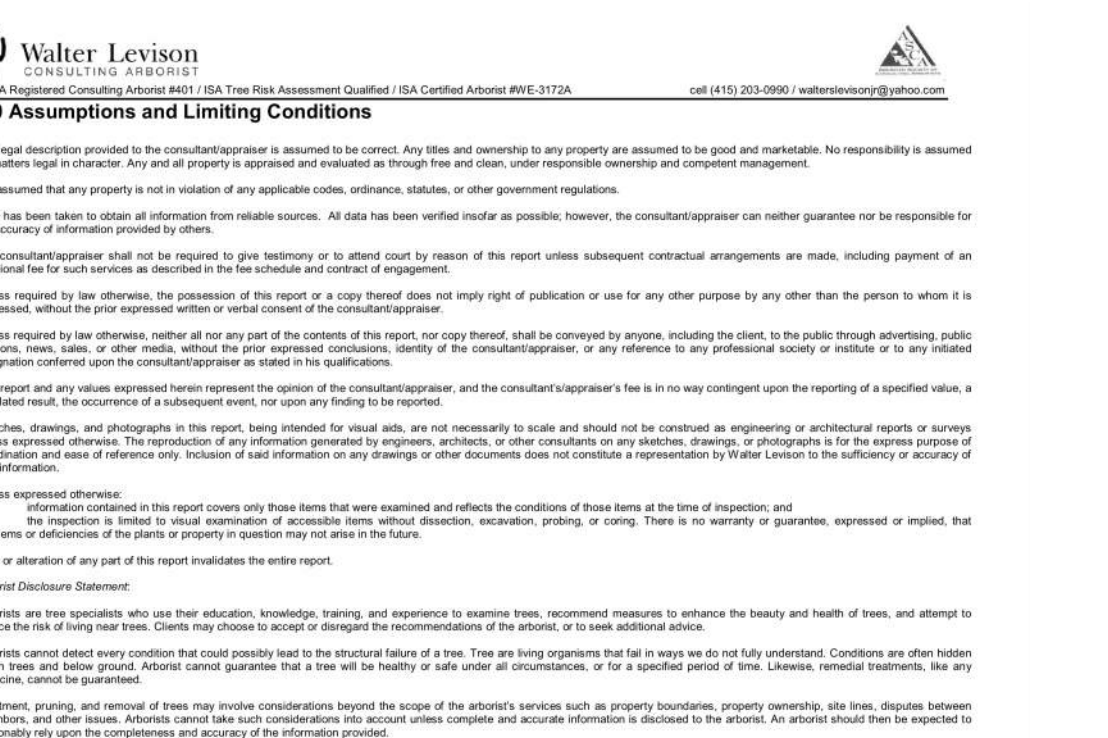 Walter Levison
CONSULTING ARBORIST
ASCA
A Registered Consulting Arborist #401 / ISA Tree Risk Assessment Qualified / ISA Certified Arborist #WE-3172A cell (415) 203-0990 / walterslevisonjr@yahoo.com
Assumptions and Limiting Conditions
egal description provided to the consultant/appraiser is assumed to be correct. Any titles and ownership to any property are assumed to be good and marketable. No responsibility is assumed
atters legal in character. Any and all property is appraised and evaluated as through free and clean, under responsible ownership and competent management.
assumed that any property is not in violation of any applicable codes, ordinance, statutes, or other government regulations.
has been taken to obtain all information from reliable sources. All data has been verified insofar as possible; however, the consultant/appraiser can neither guarantee nor be responsible for
ccuracy of information provided by others.
consultant/appraiser shall not be required to give testimony or to attend court by reason of this report unless subsequent contractual arrangements are made, including payment of an
ional fee for such services as described in the fee schedule and contract of engagement.
ss required by law otherwise, the possession of this report or a copy thereof does not imply right of publication or use for any other purpose by any other than the person to whom it is
essed, without the prior expressed written or verbal consent of the consultant/appraiser.
ss required by law otherwise, neither all nor any part of the contents of this report, nor copy thereof, shall be conveyed by anyone, including the client, to the public through advertising, public
ons, news, sales, or other media, without the prior expressed conclusions, identity of the consultant/appraiser, or any reference to any professional society or institute or to any initiated
gnation conferred upon the consultant/appraiser as stated in his qualifications.
report and any values expressed herein represent the opinion of the consultant/appraiser, and the consultant's/appraiser's fee is in no way contingent upon the reporting of a specified value, a
lated result, the occurrence of a subsequent event, nor upon any finding to be reported.
ches, drawings, and photographs in this report, being intended for visual aids, are not necessarily to scale and should not be construed as engineering or architectural reports or surveys
ss expressed otherwise. The reproduction of any information generated by engineers, architects, or other consultants on any sketches, drawings, or photographs is for the express purpose of
dination and ease of reference only. Inclusion of said information on any drawings or other documents does not constitute a representation by Walter Levison to the sufficiency or accuracy of
information.
ss expressed otherwise:
information contained in this report covers only those items that were examined and reflects the conditions of those items at the time of inspection; and
the inspection is limited to visual examination of accessible items without dissection, excavation, probing, or coring. There is no warranty or guarantee, expressed or implied, that
ems or deficiencies of the plants or property in question may not arise in the future.
or alteration of any part of this report invalidates the entire report.
rist Disclosure Statement:
rists are tree specialists who use their education, knowledge, training, and experience to examine trees, recommend measures to enhance the beauty and health of trees, and attempt to
ce the risk of living near trees. Clients may choose to accept or disregard the recommendations of the arborist, or to seek additional advice.
rists cannot detect every condition that could possibly lead to the structural failure of a tree. Tree are living organisms that fail in ways we do not fully understand. Conditions are often hidden
n trees and below ground. Arborist cannot guarantee that a tree will be healthy or safe under all circumstances, or for a specified period of time. Likewise, remedial treatments, like any
cine, cannot be guaranteed.
tment, pruning, and removal of trees may involve considerations beyond the scope of the arborist's services such as property boundaries, property ownership, site lines, disputes between
nbors, and other issues. Arborists cannot take such considerations into account unless complete and accurate information is disclosed to the arborist. An arborist should then be expected to
onably rely upon the completeness and accuracy of the information provided.